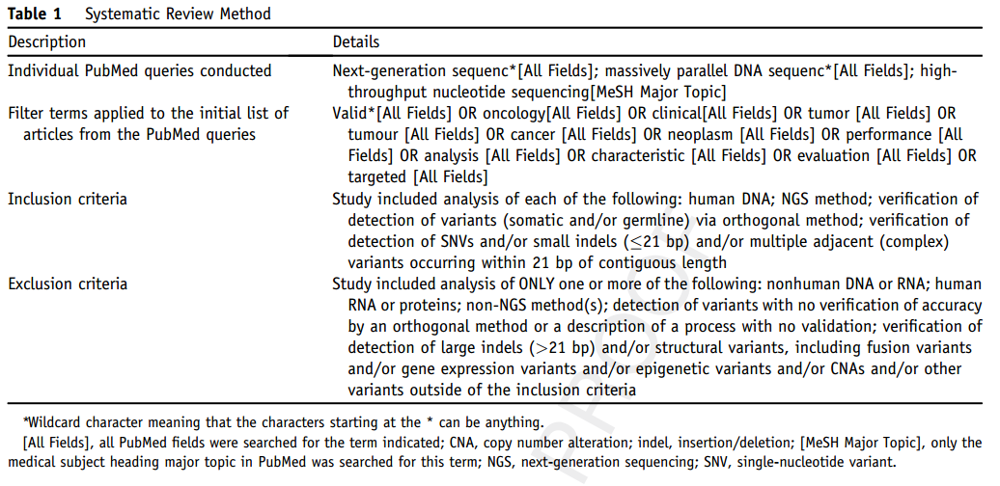 Table 1 Systematic Review Method
Description Details
Individual PubMed queries conducted Next-generation sequenc*[All Fields]; massively parallel DNA sequenc*[All Fields]; high-
throughput nucleotide sequencing[MeSH Major Topic]
Filter terms applied to the initial list of Valid*[All Fields] OR oncology[All Fields] OR clinical[All Fields] OR tumor [All Fields] OR
articles from the PubMed queries tumour [All Fields] OR cancer [All Fields] OR neoplasm [All Fields] OR performance [All
Fields] OR analysis [All Fields] OR characteristic [All Fields] OR evaluation [All Fields] OR
targeted [All Fields]
Inclusion criteria Study included analysis of each of the following: human DNA; NGS method; verification of
detection of variants (somatic and/or germline) via orthogonal method; verification of
detection of SNVs and/or small indels (≤21 bp) and/or multiple adjacent (complex)
variants occurring within 21 bp of contiguous length
Exclusion criteria Study included analysis of ONLY one or more of the following: nonhuman DNA or RNA; human
RNA or proteins; non-NGS method(s); detection of variants with no verification of accuracy
by an orthogonal method or a description of a process with no validation; verification of
detection of large indels (>21 bp) and/or structural variants, including fusion variants
and/or gene expression variants and/or epigenetic variants and/or CNAs and/or other
variants outside of the inclusion criteria
*Wildcard character meaning that the characters starting at the * can be anything.
[All Fields], all PubMed fields were searched for the term indicated; CNA, copy number alteration; indel, insertion/deletion; [MeSH Major Topic], only the
medical subject heading major topic in PubMed was searched for this term; NGS, next-generation sequencing; SNV, single-nucleotide variant.
PROOF